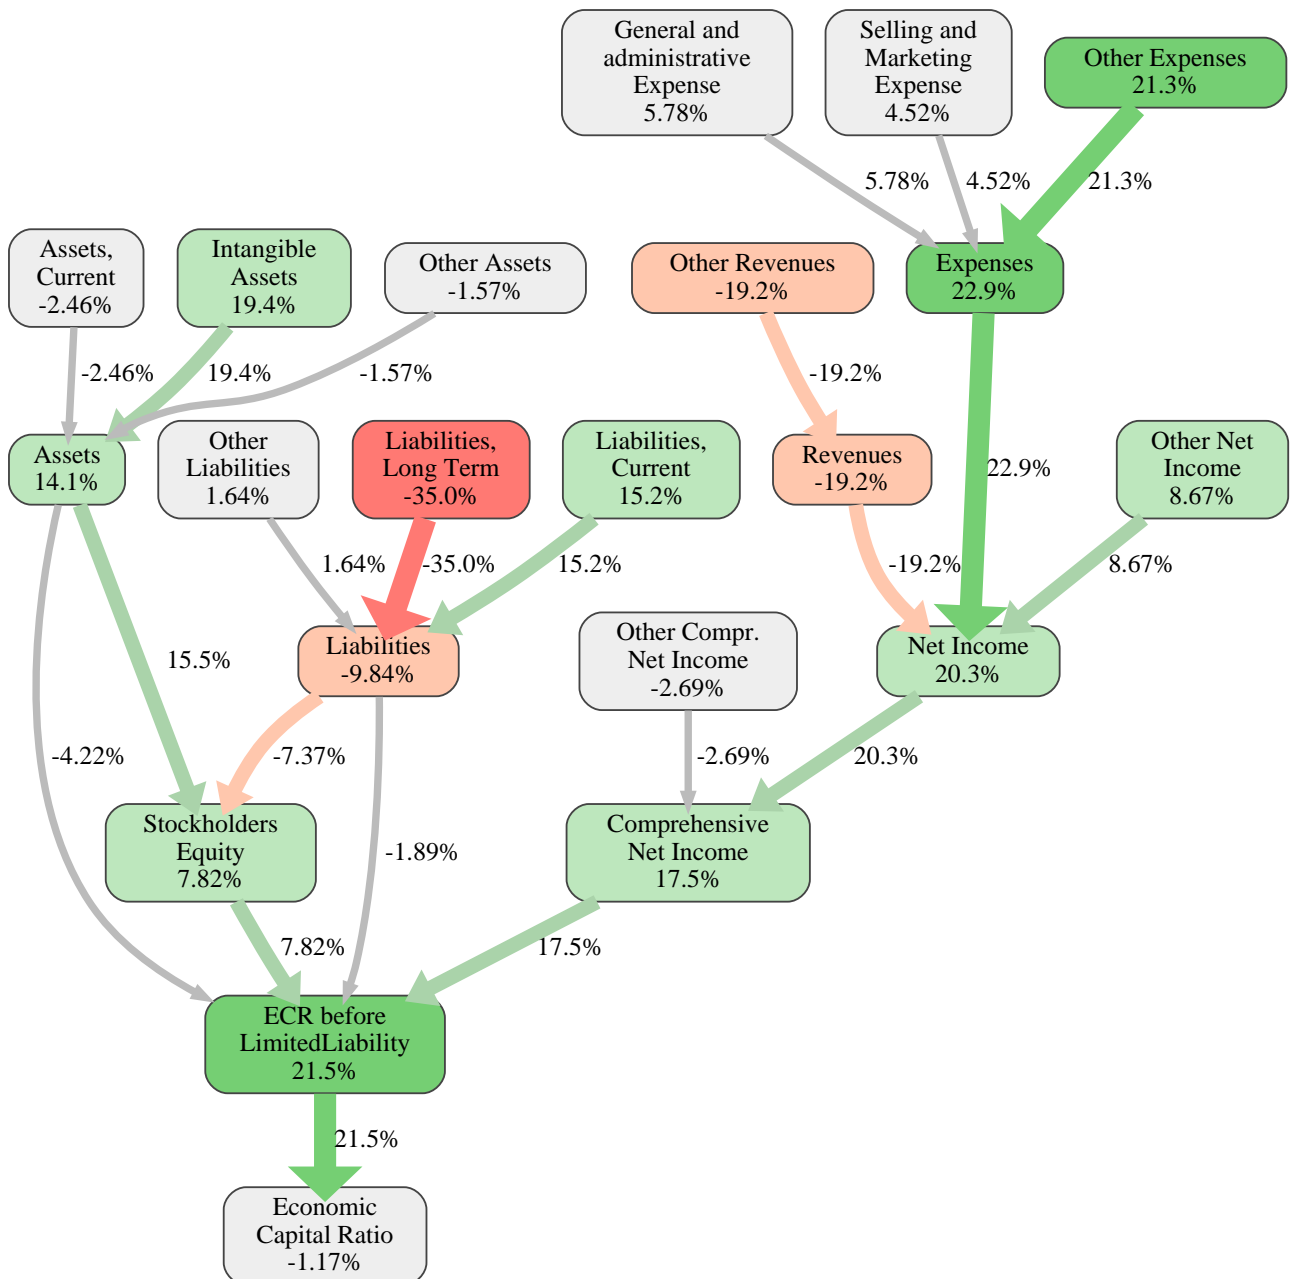 General and
administrative
Expense
5.78%
Selling and
Marketing
Expense
4.52%
Other Expenses
21.3%
5.78%
4.52%
21.3%
Assets,
Current
-2.46%
Intangible
Assets
19.4%
Other Assets
-1.57%
Other Revenues
-19.2%
Expenses
22.9%
-2.46%
19.4%
-1.57%
-19.2%
Assets
14.1%
Other
Liabilities
1.64%
Liabilities,
Long Term
-35.0%
Liabilities,
Current
15.2%
Revenues
-19.2%
22.9%
Other Net
Income
8.67%
1.64%
-35.0%
15.2%
-19.2%
8.67%
15.5%
Liabilities
-9.84%
Other Compr.
Net Income
-2.69%
Net Income
20.3%
-4.22%
-7.37%
-2.69%
20.3%
Stockholders
Equity
7.82%
-1.89%
Comprehensive
Net Income
17.5%
7.82%
17.5%
ECR before
LimitedLiability
21.5%
21.5%
Economic
Capital Ratio
-1.17%